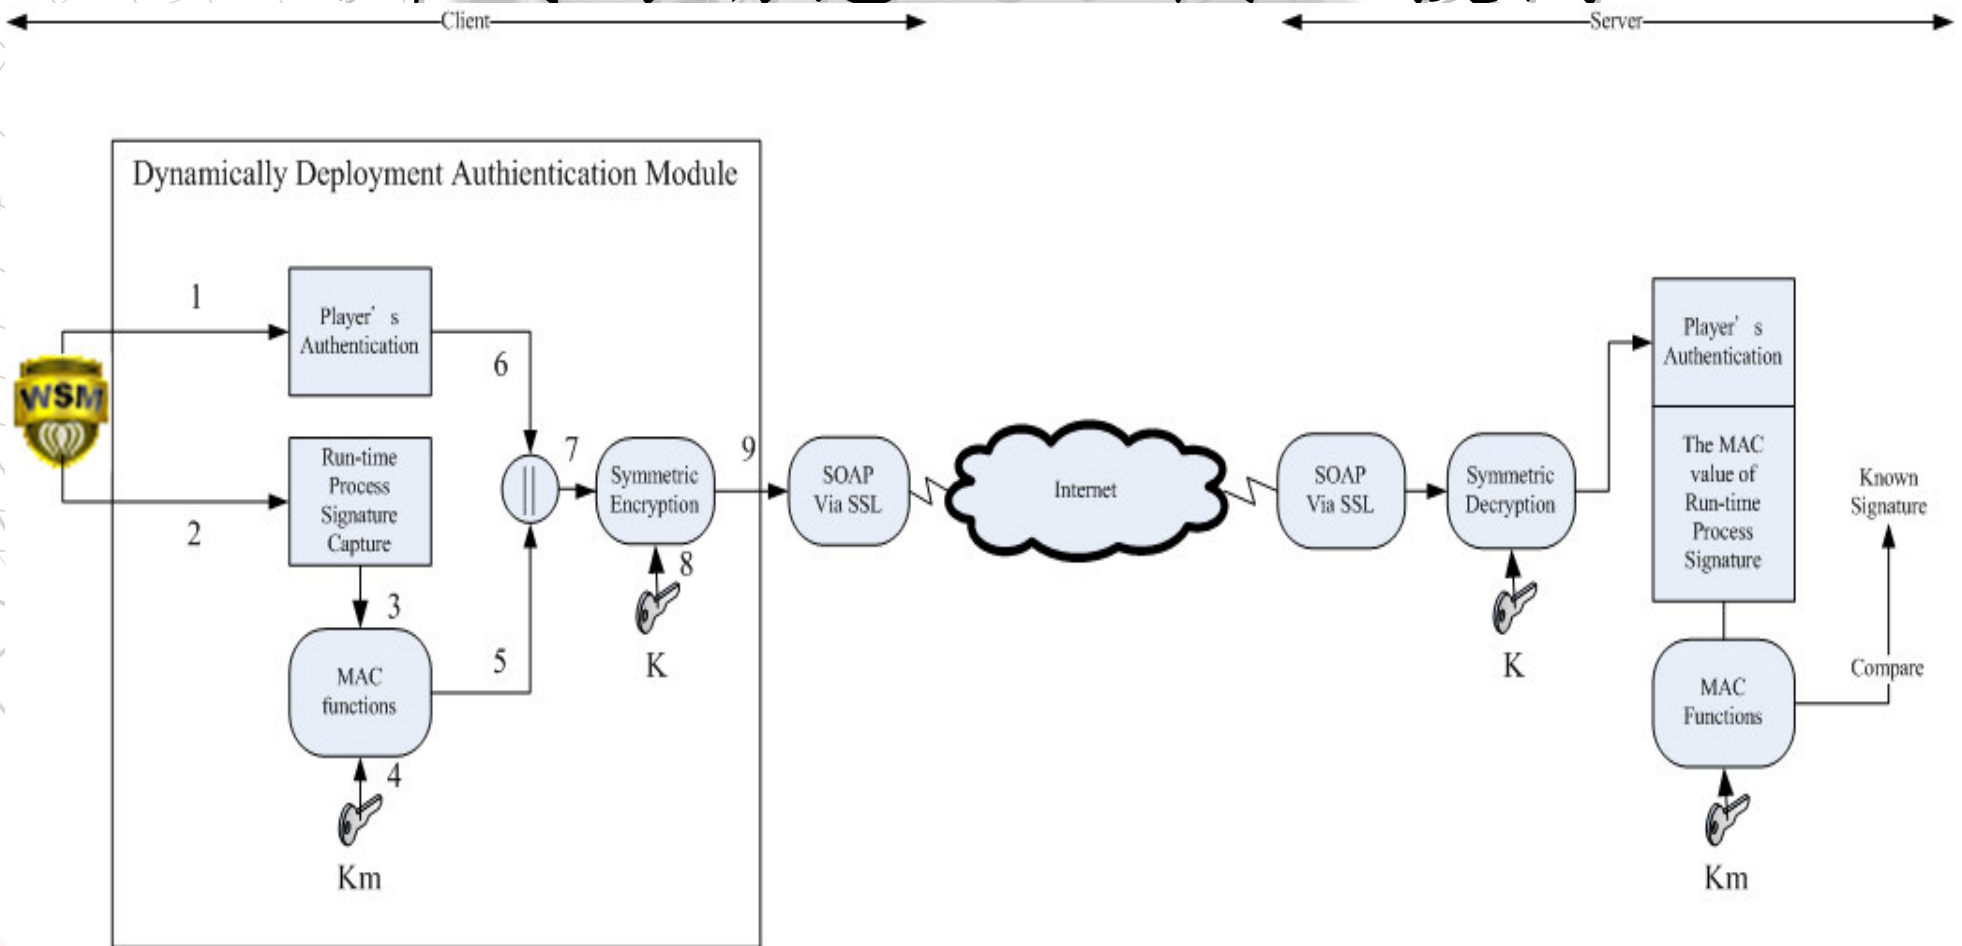 Client
Server
Dynamically Deployment Authientication Module
1
Player's
Authentication
6
WSM
2
Run-time
Process
Signature
Capture
3
MAC
functions
4
Km
5
||
7
Symmetric
Encryption
8
K
9
SOAP
Via SSL
Internet
SOAP
Via SSL
Symmetric
Decryption
K
Player's
Authentication
The MAC
value of
Run-time
Process
Signature
MAC
Functions
Km
Compare
Known
Signature